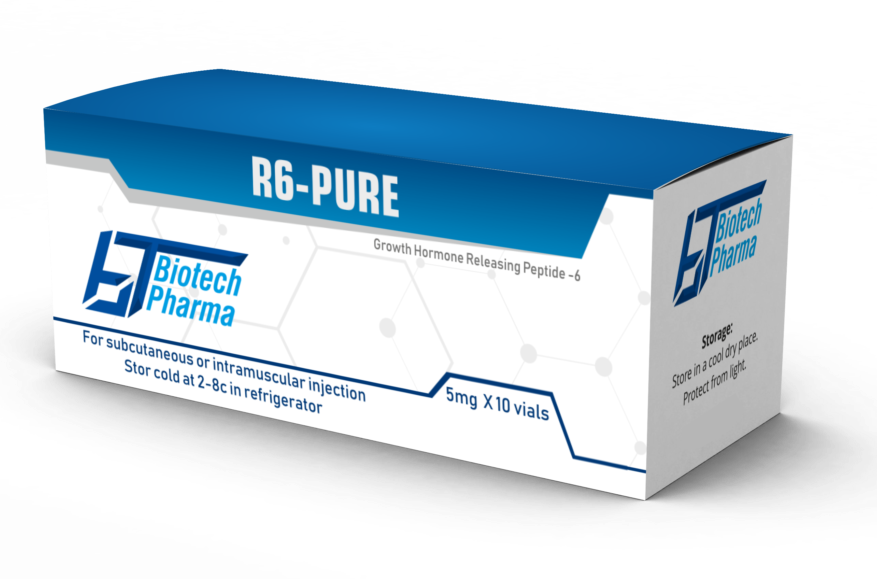 R6-PURE
Growth Hormone Releasing Peptide -6
Biotech
Pharma
For subcutaneous or intramuscular injection
Stor cold at 2-8c in refrigerator
5mg X 10 vials
Biotech
Pharma
Storage:
Store in a cool dry place.
Protect from light.